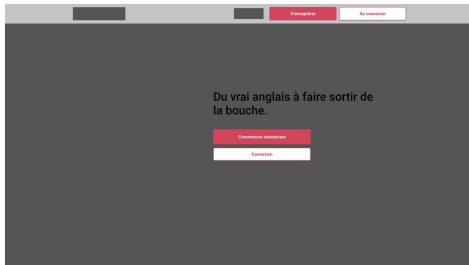 S'enregistrer
Se connecter
Du vrai anglais à faire sortir de
la bouche.
Commencer maintenant
Connexion